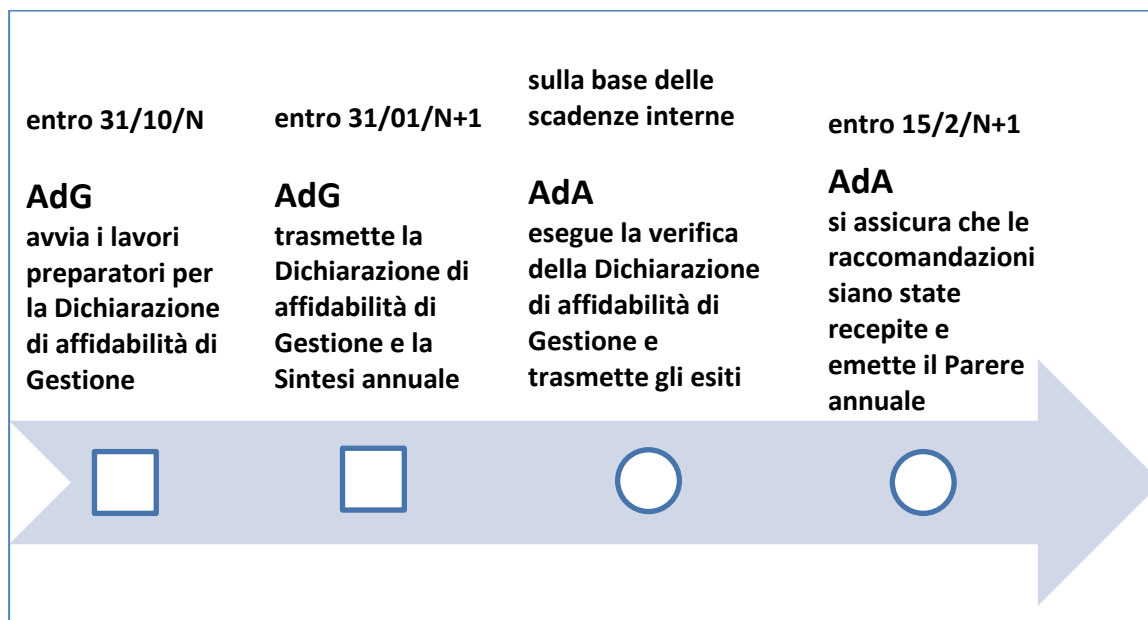 entro 31/10/N
AdG
avvia i lavori
preparatori per
la Dichiarazione
di affidabilità di
Gestione
entro 31/01/N+1
AdG
trasmette la
Dichiarazione di
affidabilità di
Gestione e la
Sintesi annuale
sulla base delle
scadenze interne
AdA
esegue la verifica
della Dichiarazione
di affidabilità di
Gestione e
trasmette gli esiti
entro 15/2/N+1
AdA
si assicura che le
raccomandazioni
siano state
recepite e
emette il Parere
annuale